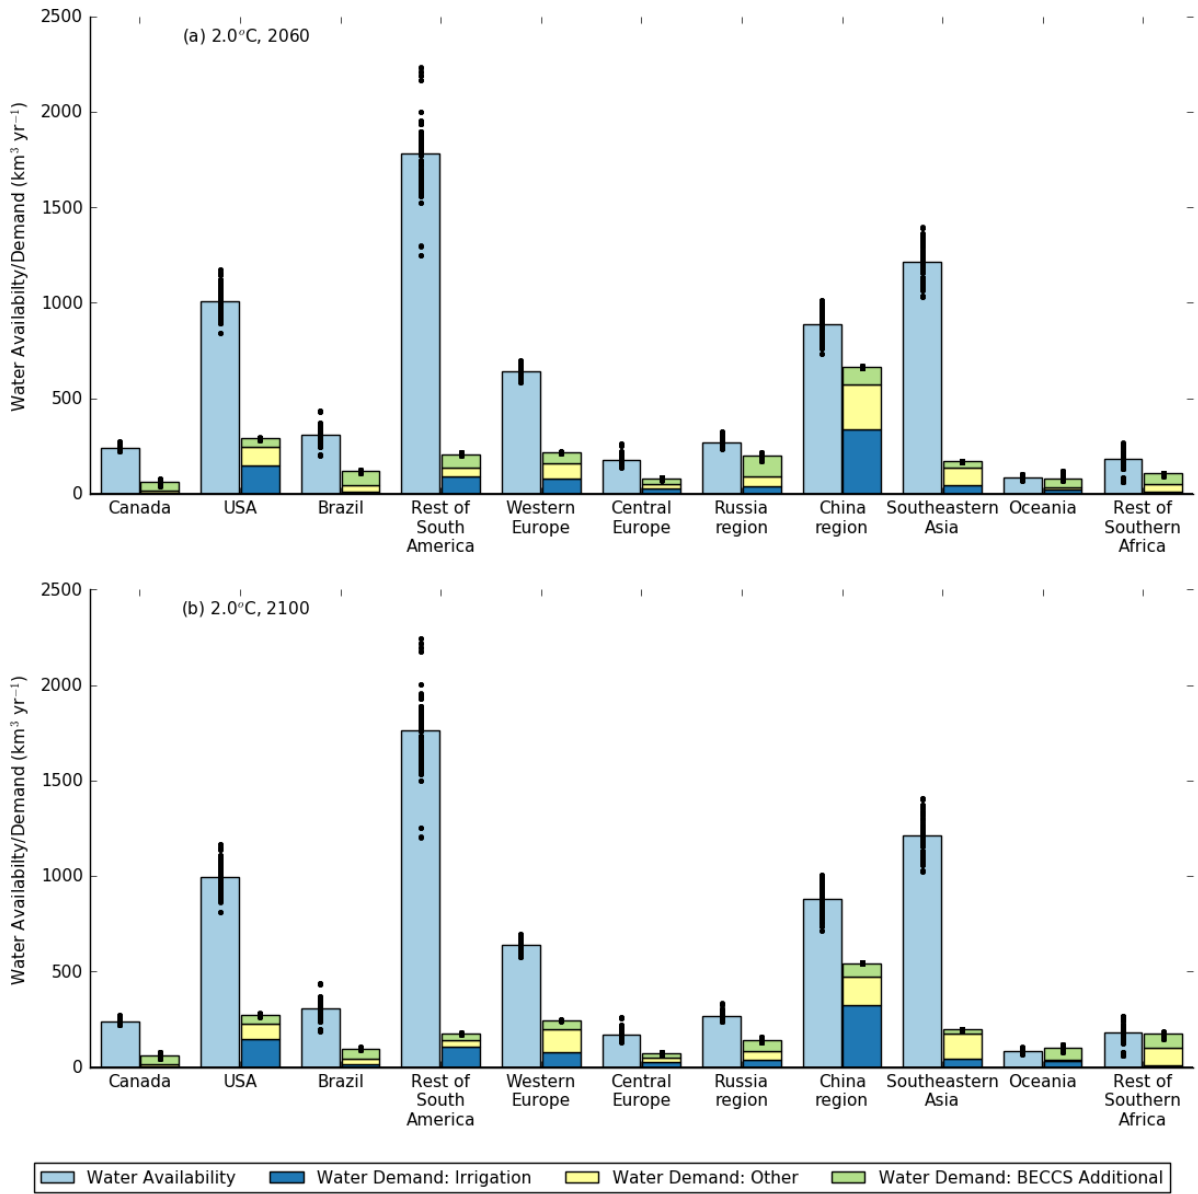 (a) 2.0°C, 2060
Water Availabilty/Demand (km³ yr⁻¹)
2500
2000
1500
1000
500
0
Canada
USA
Brazil
Rest of
South
America
Western
Europe
Central
Europe
Russia
region
China
region
Southeastern
Asia
Oceania
Rest of
Southern
Africa
(b) 2.0°C, 2100
Water Availabilty/Demand (km³ yr⁻¹)
2500
2000
1500
1000
500
0
Canada
USA
Brazil
Rest of
South
America
Western
Europe
Central
Europe
Russia
region
China
region
Southeastern
Asia
Oceania
Rest of
Southern
Africa
Water Availability
Water Demand: Irrigation
Water Demand: Other
Water Demand: BECCS Additional